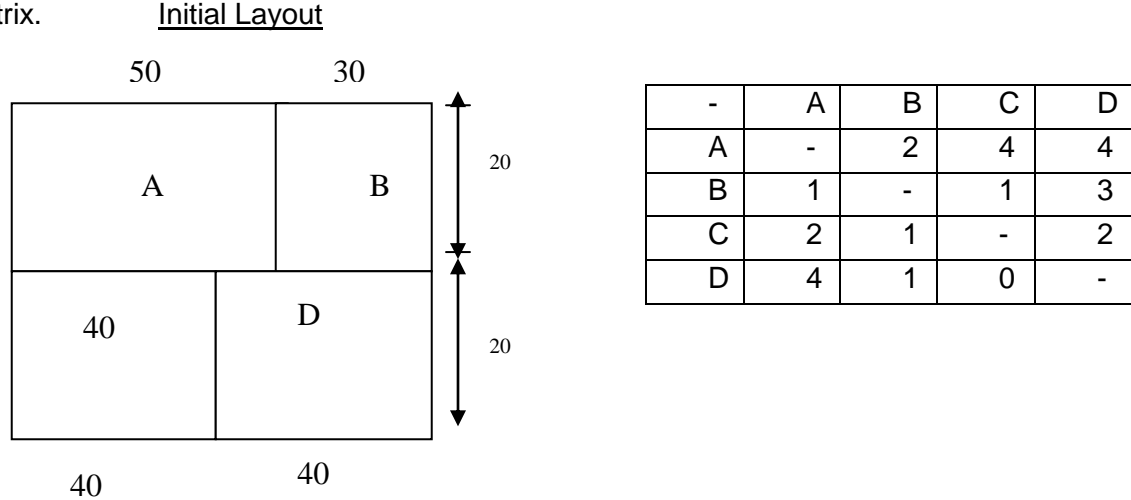 trix. Initial Layout
50 30
- A B C D
20
A - 2 4 4
A B
B 1 - 1 3
C 2 1 - 2
D 4 1 0 -
40 D
20
40 40